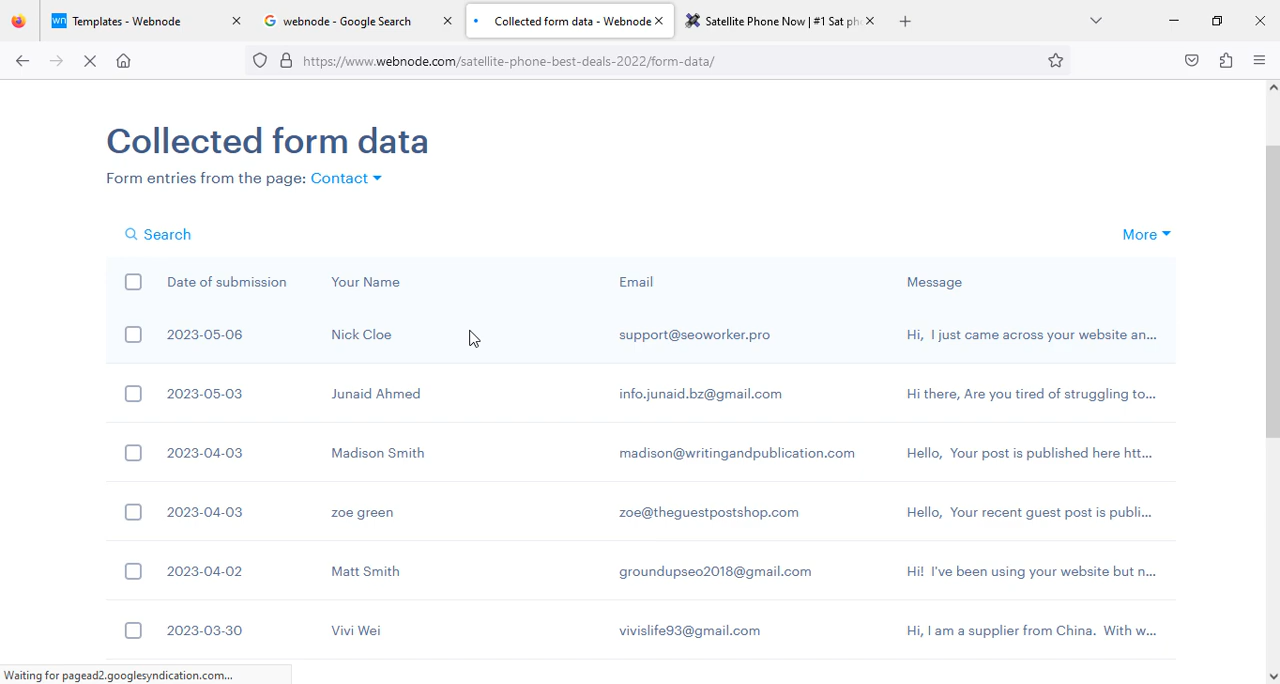 wn Templates - Webnode
webnode - Google Search
Collected form data - Webnode
Satellite Phone Now | #1 Sat ph
https://www.webnode.com/satellite-phone-best-deals-2022/form-data/
Collected form data
Form entries from the page: Contact
Search
More
Date of submission Your Name Email Message
2023-05-06 Nick Cloe support@seoworker.pro Hi, I just came across your website an...
2023-05-03 Junaid Ahmed info.junaid.bz@gmail.com Hi there, Are you tired of struggling to...
2023-04-03 Madison Smith madison@writingandpublication.com Hello, Your post is published here htt...
2023-04-03 zoe green zoe@theguestpostshop.com Hello, Your recent guest post is publi...
2023-04-02 Matt Smith groundupseo2018@gmail.com Hi! I've been using your website but n...
2023-03-30 Vivi Wei vivislife93@gmail.com Hi, I am a supplier from China. With w...
Waiting for pagead2.googlesyndication.com...